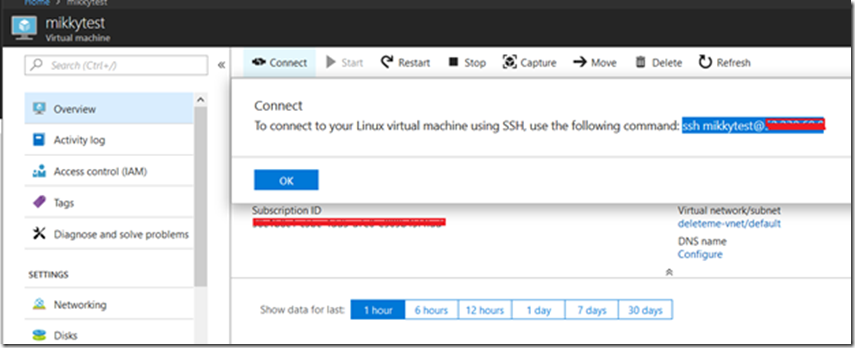 Home > mikkytest
mikkytest
Virtual machine
Search (Ctrl+/)
Overview
Activity log
Access control (IAM)
Tags
Diagnose and solve problems
SETTINGS
Networking
Disks
Connect Start Restart Stop Capture Move Delete Refresh
Connect
To connect to your Linux virtual machine using SSH, use the following command: ssh mikkytest@
OK
Subscription ID
Virtual network/subnet
deleteme-vnet/default
DNS name
Configure
Show data for last: 1 hour 6 hours 12 hours 1 day 7 days 30 days